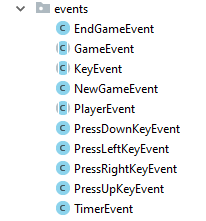 events
EndGameEvent
GameEvent
KeyEvent
NewGameEvent
PlayerEvent
PressDownKeyEvent
PressLeftKeyEvent
PressRightKeyEvent
PressUpKeyEvent
TimerEvent